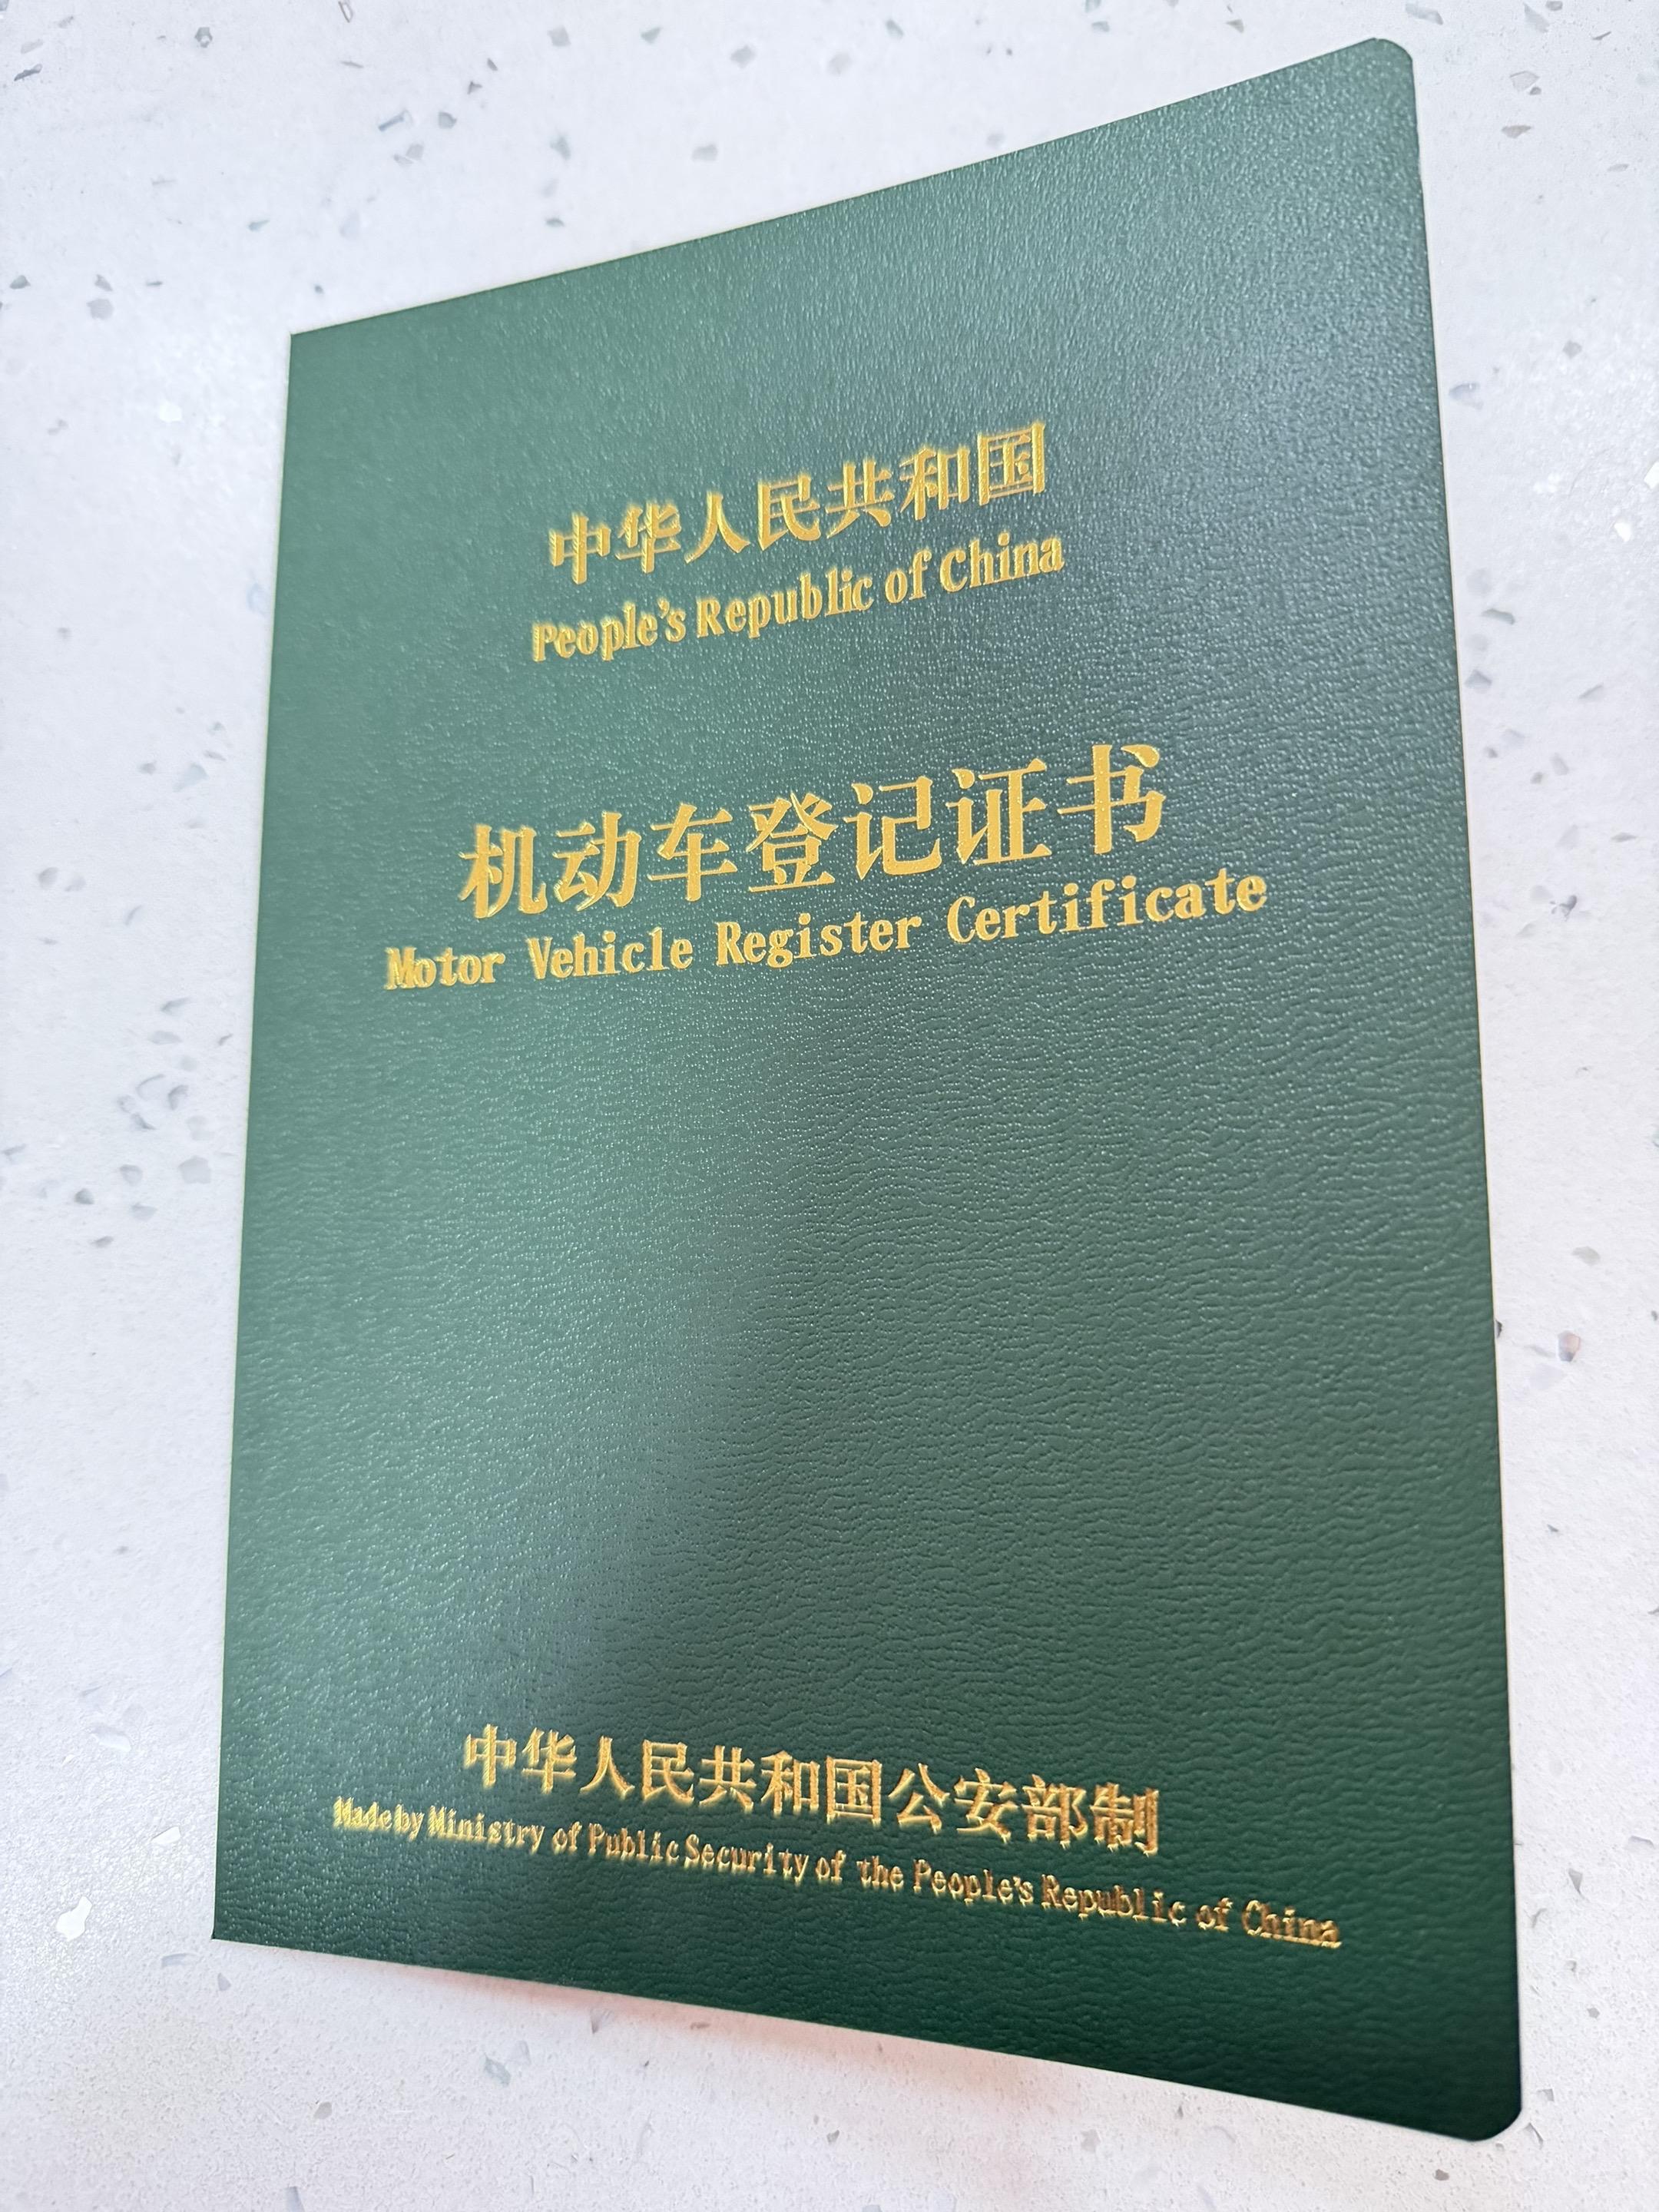 中华人民共和国
People's Republic of China
机动车登记证书
Motor Vehicle Register Certificate
中华人民共和国公安部制
Made by Ministry of Public Security of the People's Republic of China